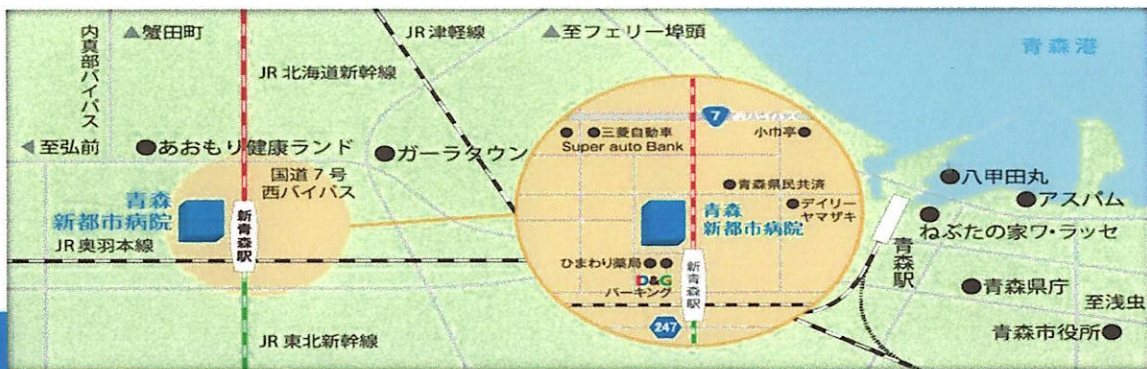 内真部バイパス
▲蟹田町
JR津軽線
▲至フェリー埠頭
青森港
JR北海道新幹線
7
◀至弘前
●あおもり健康ランド
●ガーラタウン
●●三菱自動車
Super auto Bank
小巾亭●
国道7号
西バイパス
●青森県民共済
●八甲田丸
青森
新都市病院
新青森駅
青森
新都市病院
●デイリー
ヤマザキ
●アスパム
ねぶたの家ワ・ラッセ
JR奥羽本線
ひまわり薬局●●
D&G
パーキング
新青森駅
青森駅
●青森県庁
至浅虫
247
JR東北新幹線
青森市役所●